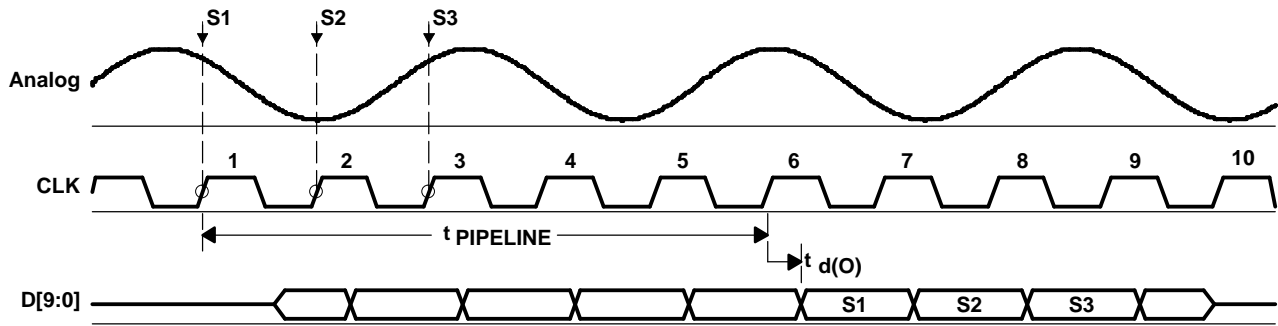 S1 S2 S3
Analog
1 2 3 4 5 6 7 8 9 10
CLK
t PIPELINE
t d(O)
D[9:0] S1 S2 S3